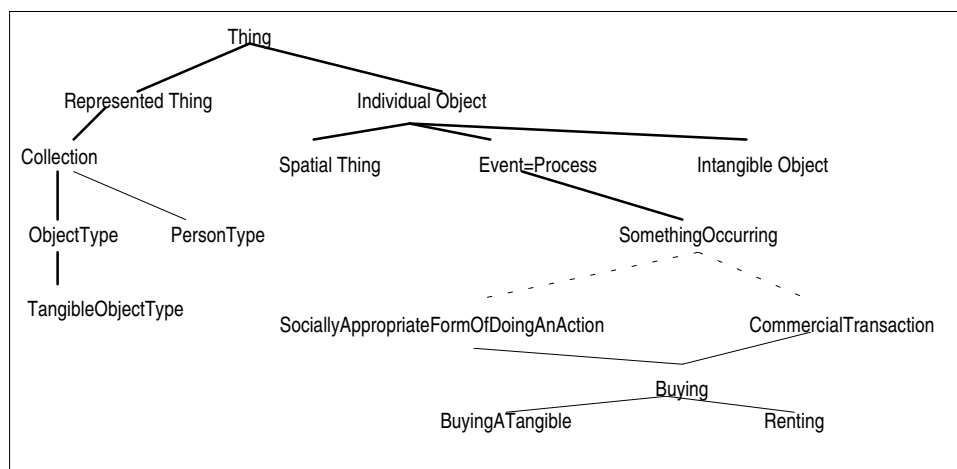 Thing
Represented Thing
Individual Object
Collection
Spatial Thing
Event=Process
Intangible Object
ObjectType
PersonType
SomethingOccurring
TangibleObjectType
SociallyAppropriateFormOfDoingAnAction
CommercialTransaction
Buying
BuyingATangible
Renting